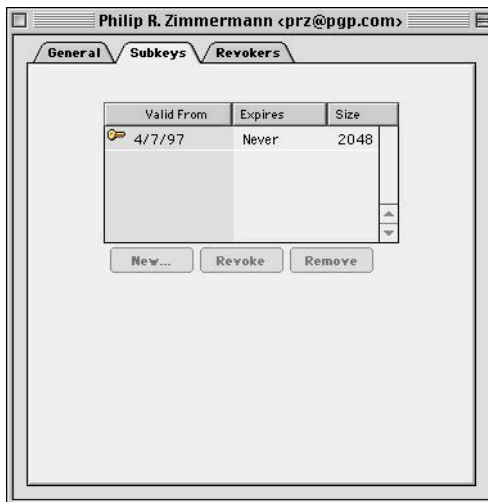 Philip R. Zimmermann <prz@pgp.com>
General Subkeys Revokers
Valid From Expires Size
4/7/97 Never 2048
New... Revoke Remove